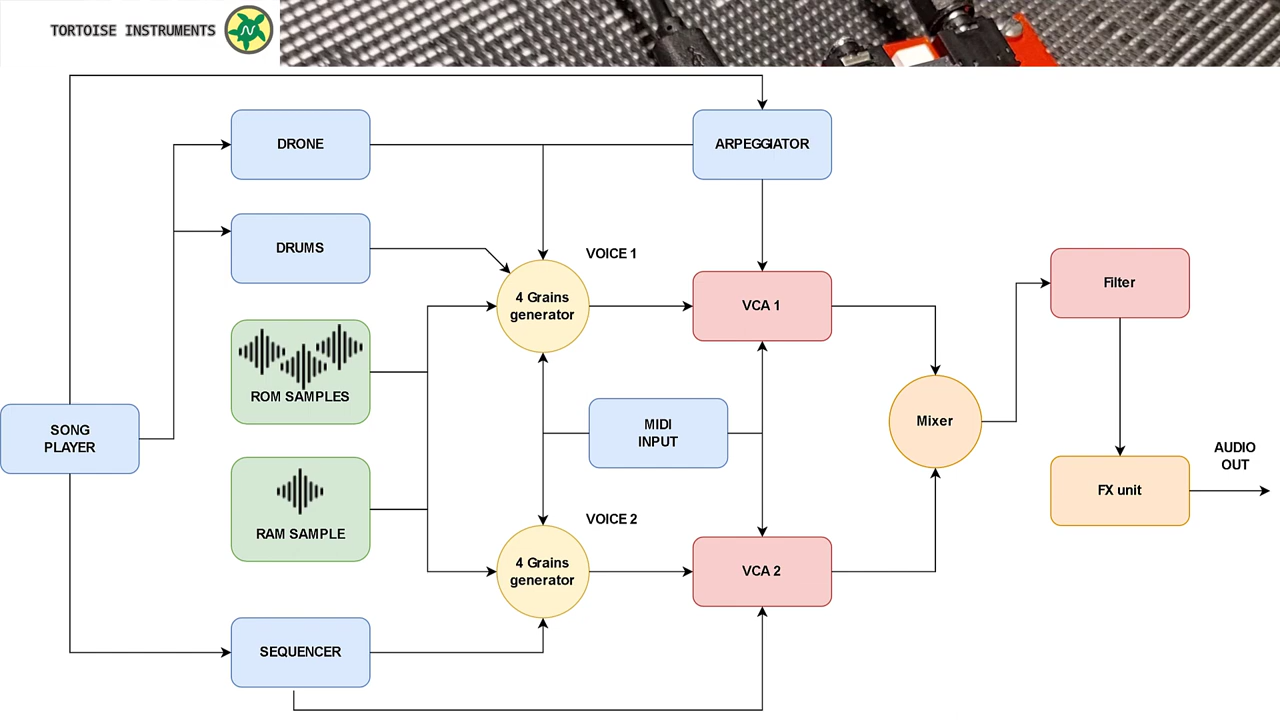 TORTOISE INSTRUMENTS
DRONE
ARPEGGIATOR
DRUMS
VOICE 1
4 Grains
generator
VCA 1
Filter
ROM SAMPLES
SONG
PLAYER
MIDI
INPUT
Mixer
AUDIO
OUT
FX unit
RAM SAMPLE
VOICE 2
4 Grains
generator
VCA 2
SEQUENCER